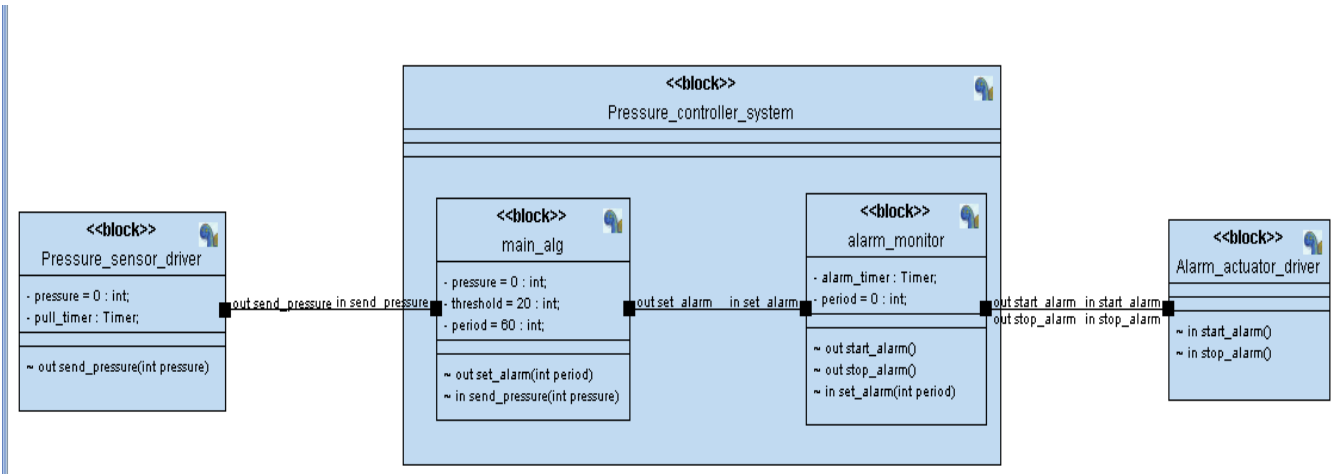 <<block>>
Pressure_controller_system
<<block>>
Pressure_sensor_driver
- pressure = 0 : int;
- pull_timer : Timer;
~ out send_pressure(int pressure)
out send_pressure in send_pressure
<<block>>
main_alg
- pressure = 0 : int;
- threshold = 20 : int;
- period = 60 : int;
~ out set_alarm(int period)
~ in send_pressure(int pressure)
out set_alarm in set_alarm
<<block>>
alarm_monitor
- alarm_timer : Timer;
- period = 0 : int;
~ out start_alarm()
~ out stop_alarm()
~ in set_alarm(int period)
out start_alarm in start_alarm
out stop_alarm in stop_alarm
<<block>>
Alarm_actuator_driver
~ in start_alarm()
~ in stop_alarm()